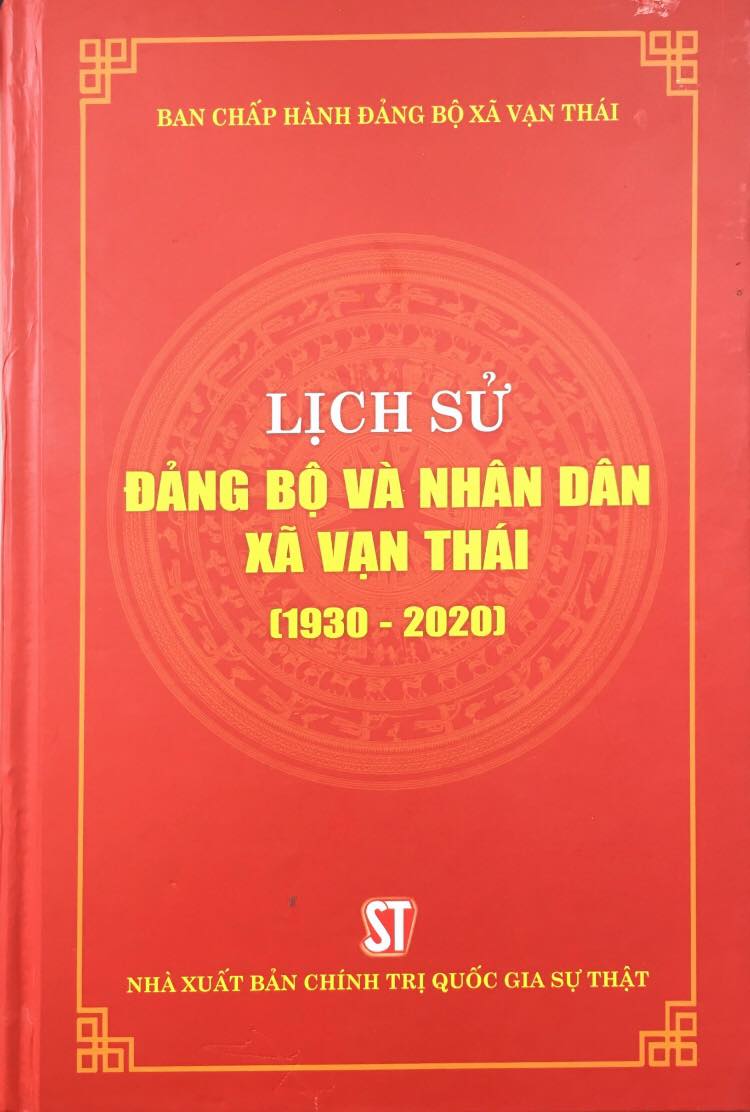 BAN CHẤP HÀNH ĐẢNG BỘ XÃ VẠN THÁI
LỊCH SỬ
ĐẢNG BỘ VÀ NHÂN DÂN
XÃ VẠN THÁI
(1930 - 2020)
ST
NHÀ XUẤT BẢN CHÍNH TRỊ QUỐC GIA SỰ THẬT